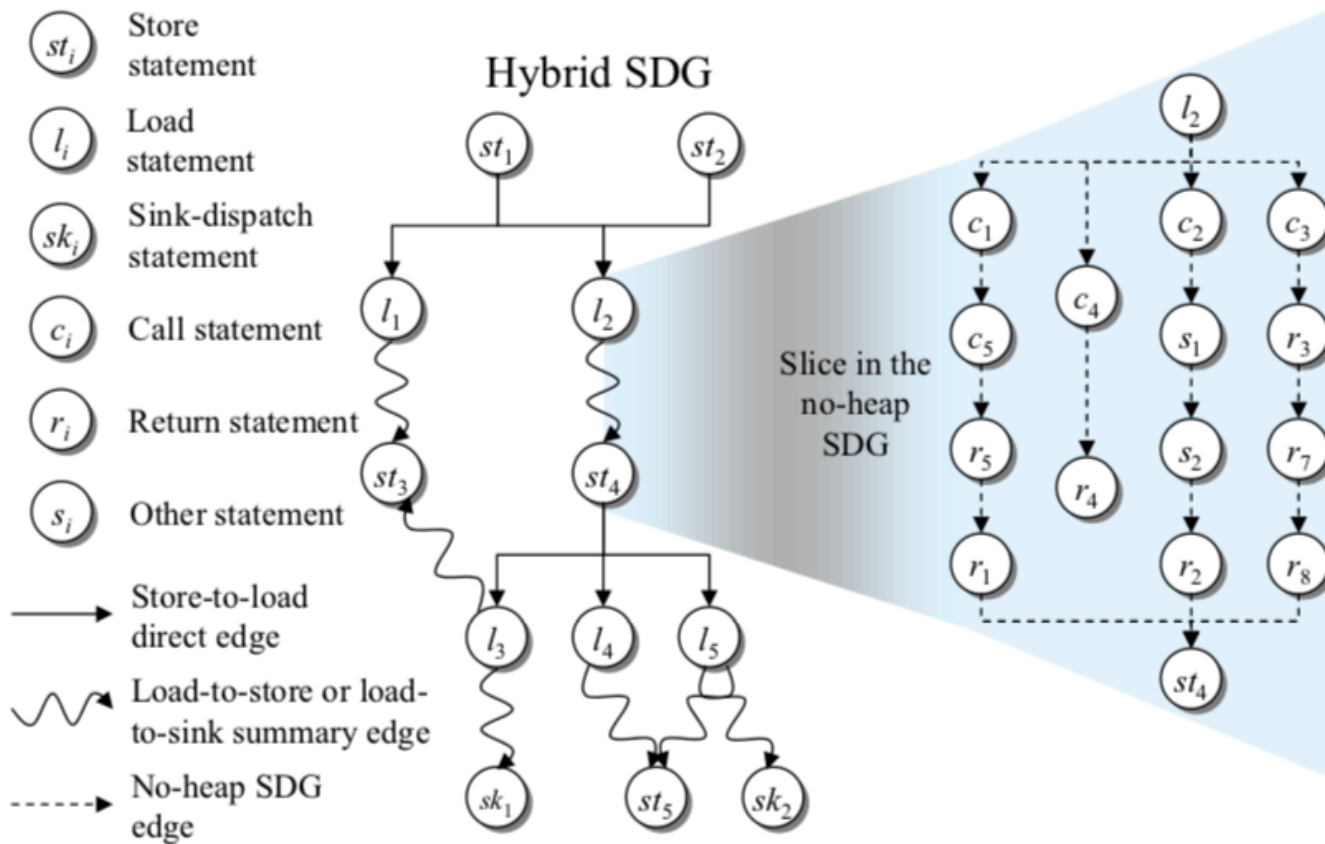 st_i Store
statement
l_i Load
statement
sk_i Sink-dispatch
statement
c_i Call statement
r_i Return statement
s_i Other statement
Store-to-load
direct edge
Load-to-store or load-
to-sink summary edge
No-heap SDG
edge
Hybrid SDG
st_1 st_2
l_1 l_2
st_3 st_4
l_3 l_4 l_5
sk_1 st_5 sk_2
Slice in the
no-heap
SDG
l_2
c_1 c_2 c_3
c_4
c_5 s_1 r_3
r_5 s_2 r_7
r_4
r_1 r_2 r_8
st_4